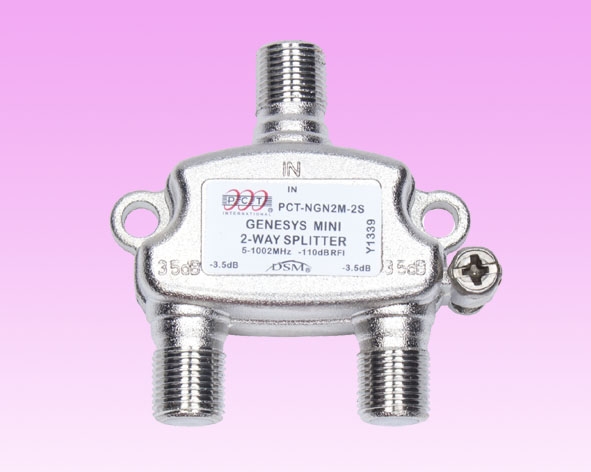 IN
IN
PCT® PCT-NGN2M-2S
INTERNATIONAL
GENESYS MINI
2-WAY SPLITTER
Y1339
5-1002MHz -110dBRFI
-3.5dB DSM® -3.5dB
3.5dB 3.5dB